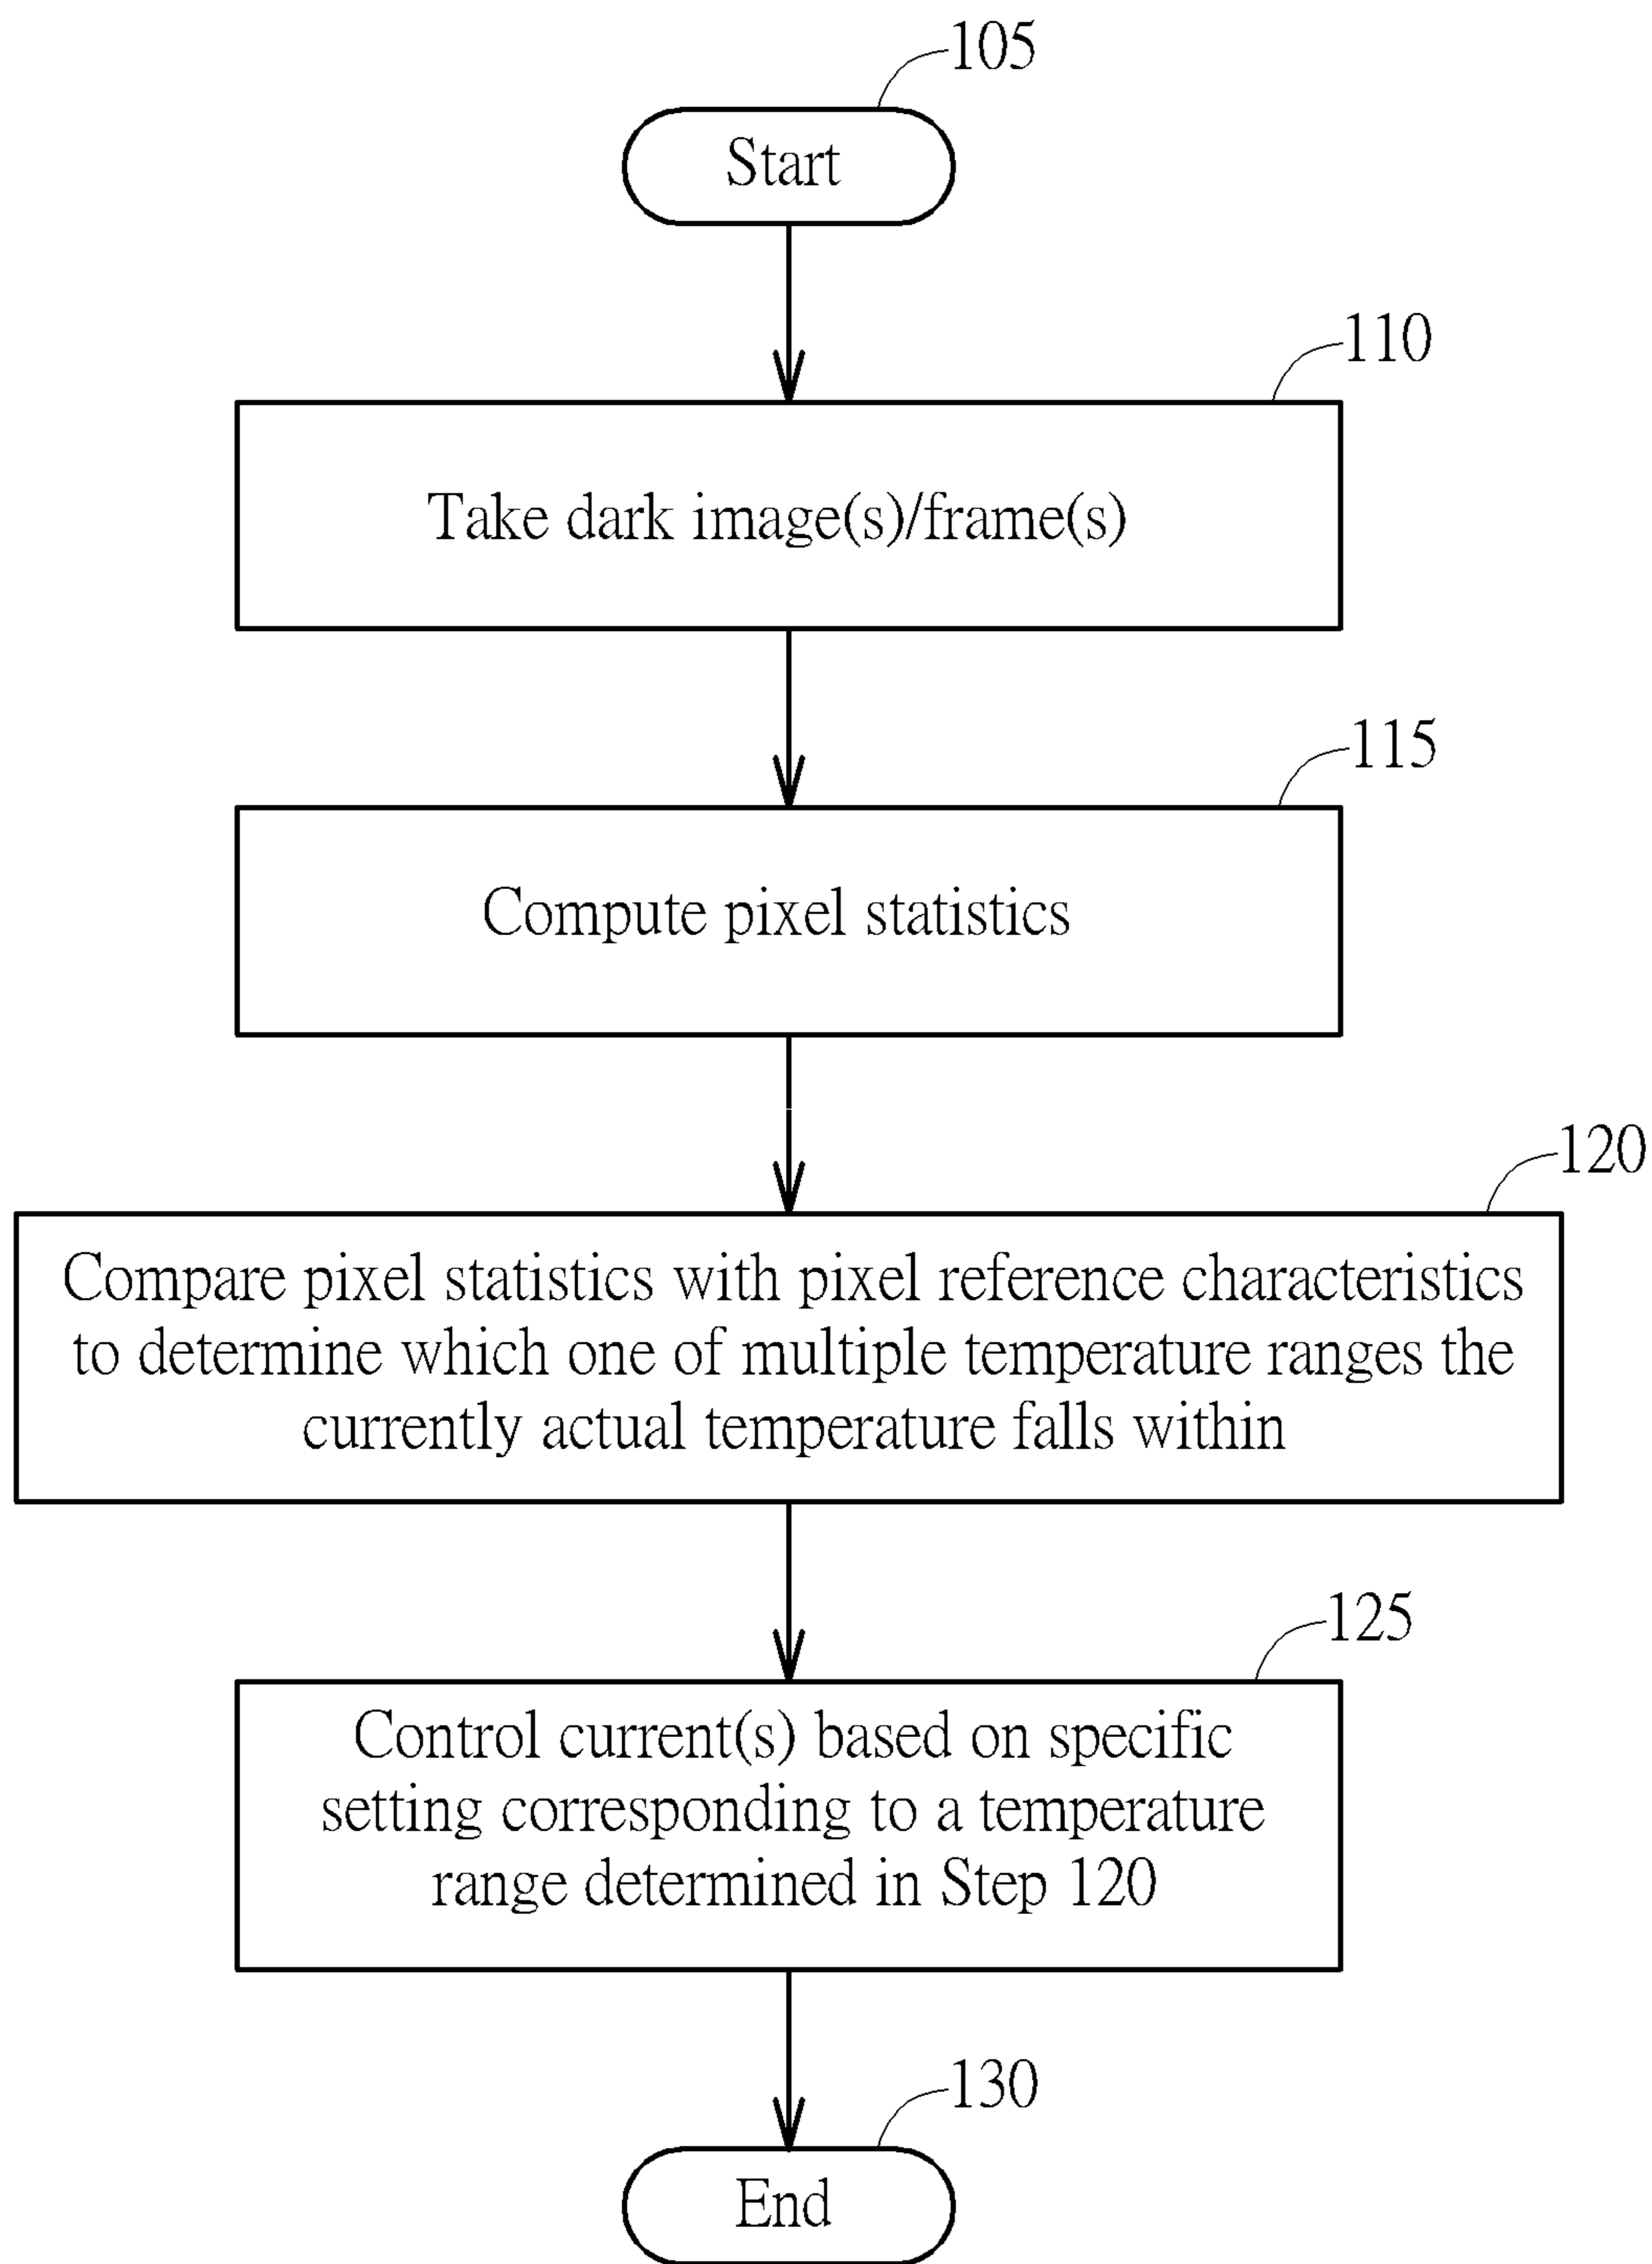 105
Start
110
Take dark image(s)/frame(s)
115
Compute pixel statistics
120
Compare pixel statistics with pixel reference characteristics
to determine which one of multiple temperature ranges the
currently actual temperature falls within
125
Control current(s) based on specific
setting corresponding to a temperature
range determined in Step 120
130
End